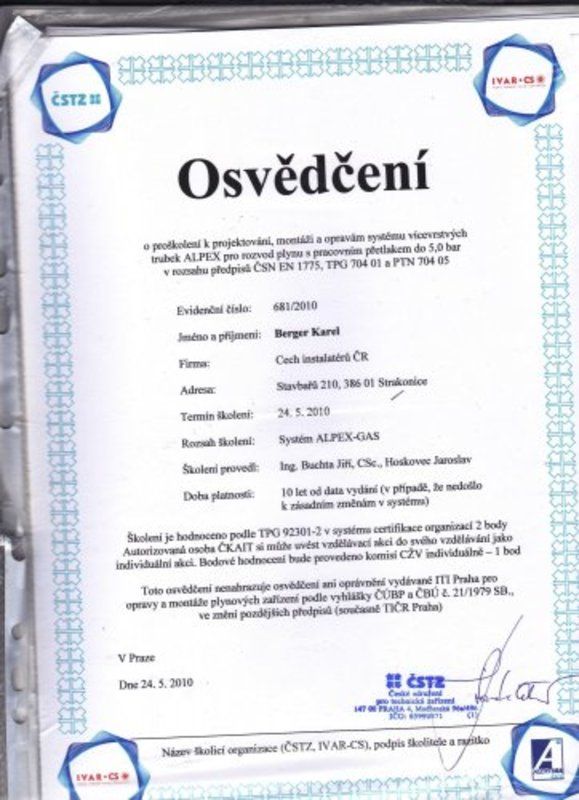 ČSTZ
IVAR-CS
Osvědčení
o proškolení k projektování, montáži a opravám systému vícevrstvých
trubek ALPEX pro rozvod plynu s pracovním přetlakem do 5,0 bar
v rozsahu předpisů ČSN EN 1775, TPG 704 01 a PTN 704 05
Evidenční číslo: 681/2010
Jméno a příjmení: Berger Karel
Firma: Cech instalatérů ČR
Adresa: Stavbařů 210, 386 01 Strakonice
Termín školení: 24. 5. 2010
Rozsah školení: Systém ALPEX-GAS
Školení provedl: Ing. Buchta Jiří, CSc., Hoskovec Jaroslav
Doba platnosti: 10 let od data vydání (v případě, že nedošlo
k zásadním změnám v systému)
Školení je hodnoceno podle TPG 92301-2 v systému certifikace organizací 2 body
Autorizovaná osoba ČKAIT si může uvést vzdělávací akci do svého vzdělávání jako
individuální akci. Bodové hodnocení bude provedeno komisí CŽV individuálně – 1 bod
Toto osvědčení nenahrazuje osvědčení ani oprávnění vydávané ITI Praha pro
opravy a montáže plynových zařízení podle vyhlášky ČÚBP a ČBÚ č. 21/1979 SB.,
ve znění pozdějších předpisů (současně TIČR Praha)
V Praze
Dne 24. 5. 2010
ČSTZ
České sdružení
pro technická zařízení
147 00 PRAHA 4,
IČO:
(1)
Název školící organizace (ČSTZ, IVAR-CS), podpis školitele a razítko
IVAR-CS
A